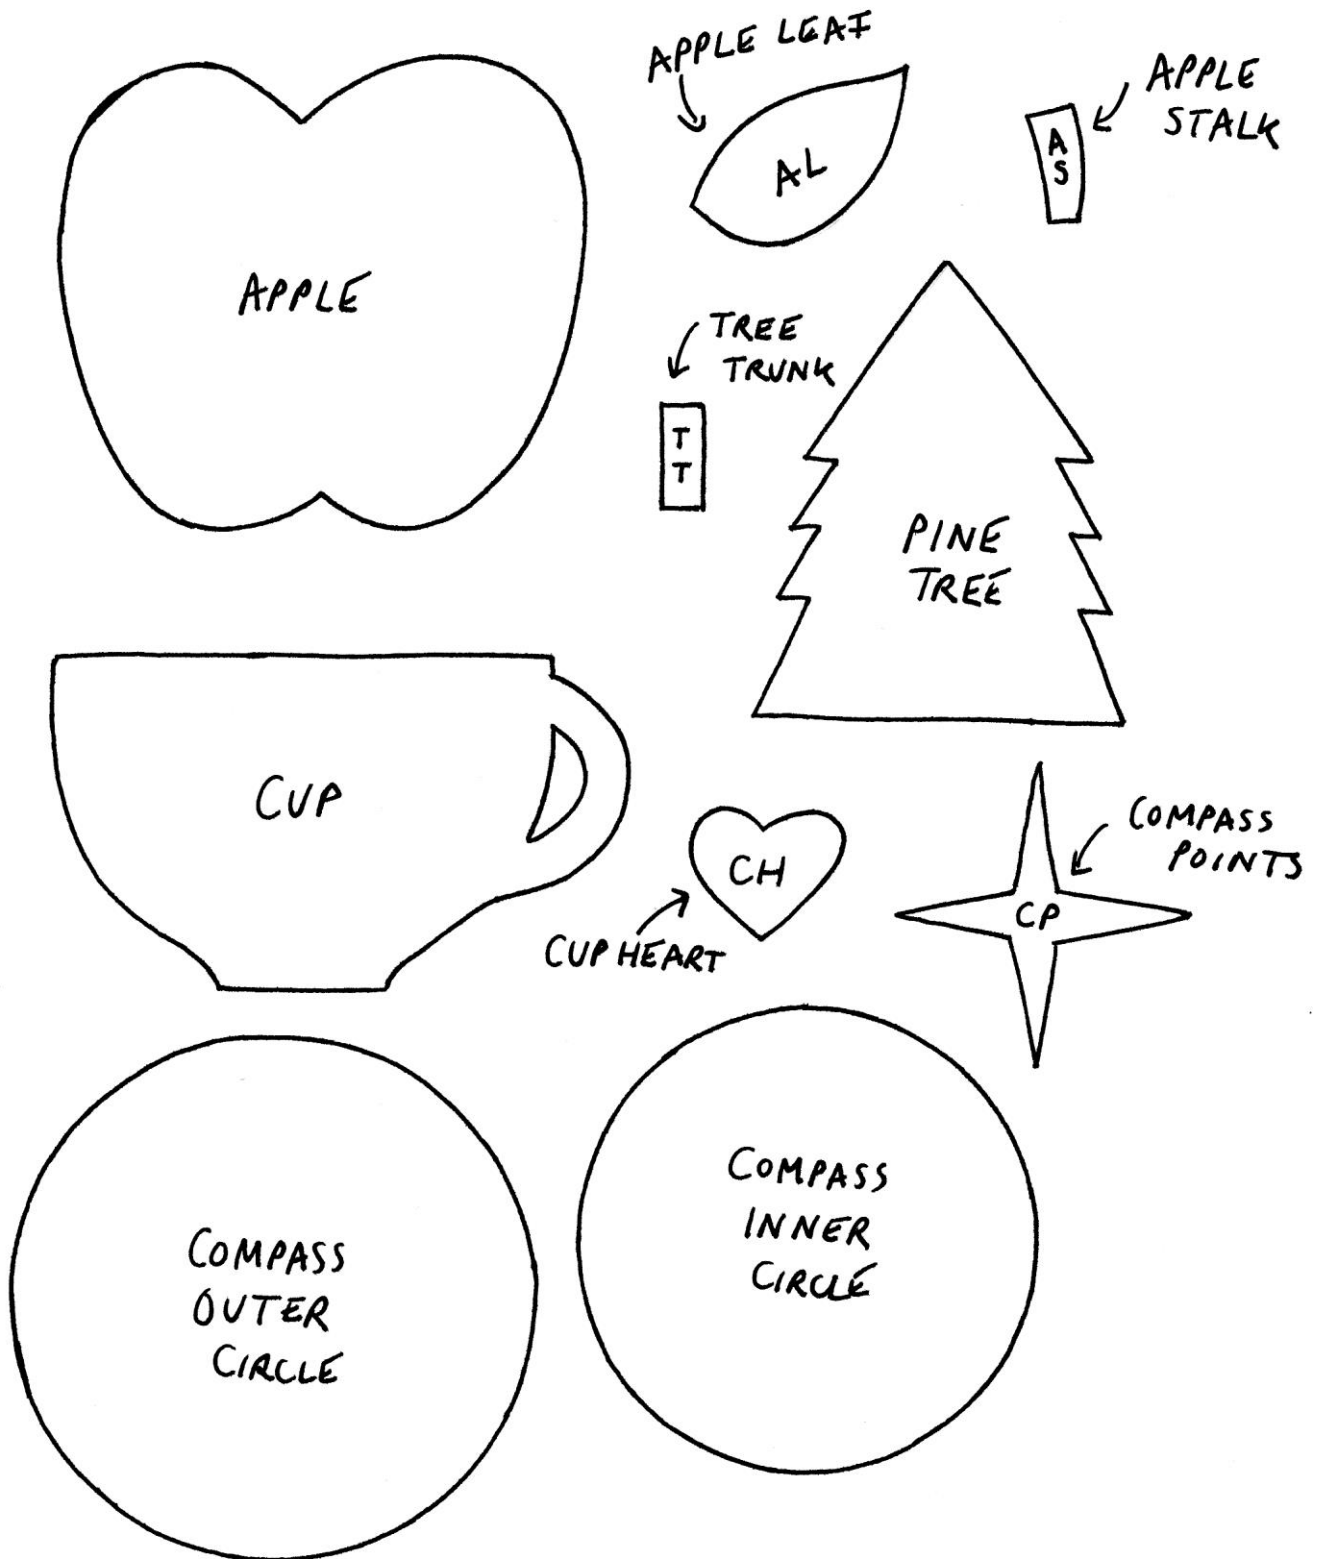 APPLE LEAF
APPLE
STALK
AL
A
S
APPLE
TREE
TRUNK
T
T
PINE
TREE
CUP
CH
CUP HEART
COMPASS
POINTS
CP
COMPASS
OUTER
CIRCLE
COMPASS
INNER
CIRCLE